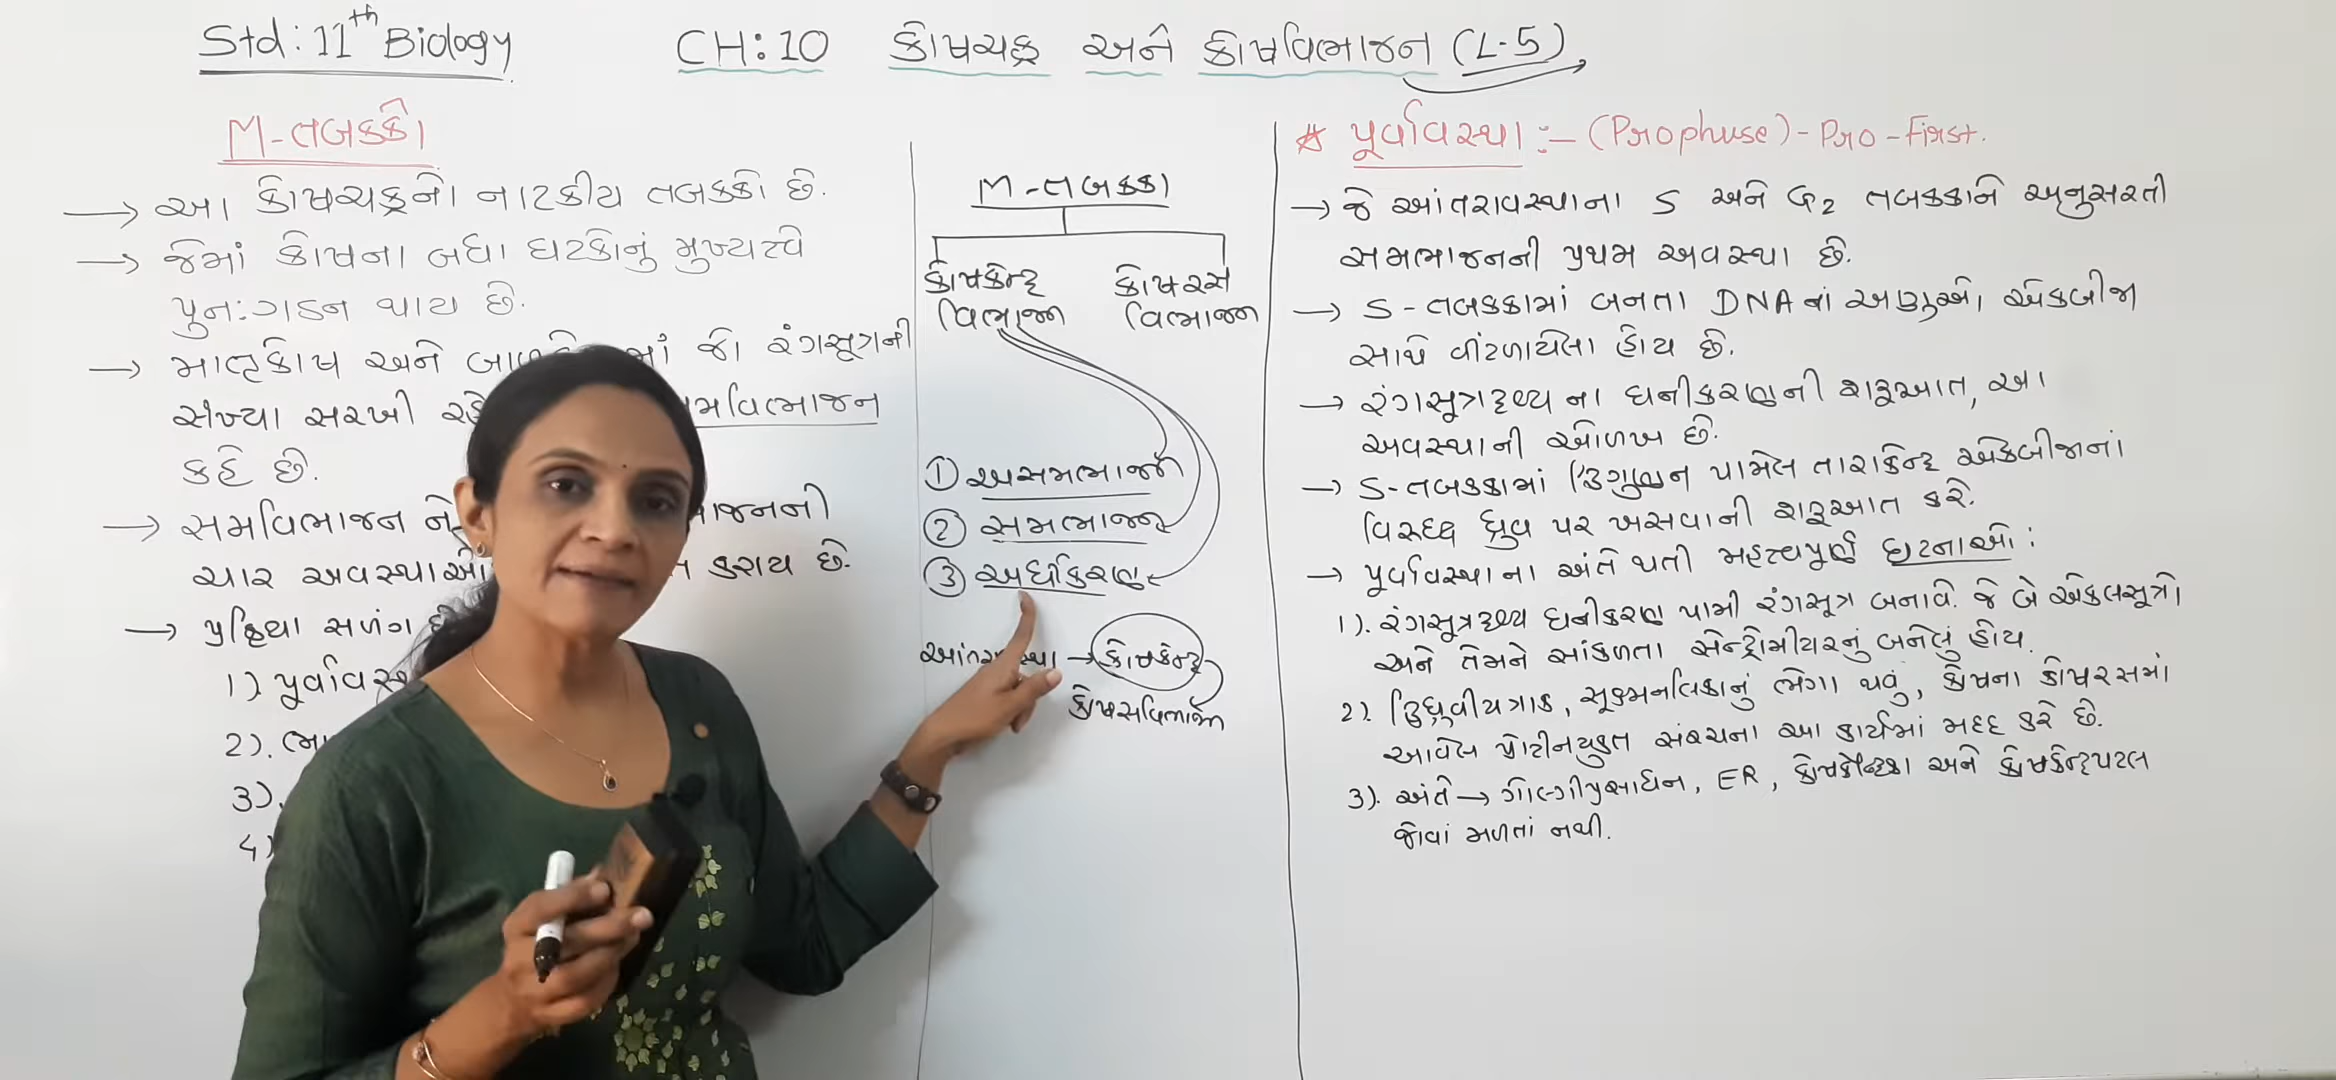 Std: 11th Biology
CH: 10 કોષચક્ર અને કોષવિભાજન (L-5)
M-તબક્કો
→ આ કોષચક્રનો નાટકીય તબક્કો છે.
→ જેમાં કોષના બધા ઘટકોનું મુખ્યત્વે
પુન:ગઠન થાય છે.
→ માતૃકોષ અને માં જો રંગસૂત્રની
સંખ્યા સરખી
કહે છે.
→ સમવિભાજન ને
ચાર અવસ્થાઓ કરાય છે.
→ પ્રક્રિયા સળંગ
1)
2).
3).
4)
M-તબક્કા
કોષકેન્દ્ર વિભાજન
કોષરસ વિભાજન
① અસમભાજન
② સમભાજન
③ અર્ધીકરણ
→ કોષકેન્દ્ર
કોષરસવિભાજન
* પૂર્વાવસ્થા :- (Prophuse) - Pro - First.
→ જે આંતરાવસ્થાના S અને G2 તબક્કાને અનુસરતી
સમભાજનની પ્રથમ અવસ્થા છે.
→ S-તબક્કામાં બનતા DNA નાં અણુઓ એકબીજા
સાથે વીંટળાયેલા હોય છે.
→ રંગસૂત્રદ્રવ્ય ના ઘનીકરણની શરૂઆત, આ
અવસ્થાની ઓળખ છે.
→ S-તબક્કામાં દ્વિગુણન પામેલ તારાકેન્દ્ર એકબીજાનાં
વિરુદ્ધ ધ્રુવ પર ખસવાની શરૂઆત કરે.
→ પૂર્વાવસ્થાના અંતે થતી મહત્ત્વપૂર્ણ ઘટનાઓ:
1). રંગસૂત્રદ્રવ્ય ઘનીકરણ પામી રંગસૂત્ર બનાવે. જે બે એકલસૂત્રો
અને તેમને સાંકળતા સેન્ટ્રોમીયરનું બનેલું હોય.
2). દ્વિધ્રુવીયત્રાક, સૂક્ષ્મનલિકાનું ભેગા થવું, કોષના કોષરસમાં
આવેલ પ્રોટીનયુક્ત સંરચના આ કાર્યમાં મદદ કરે છે.
3). અંતે → ગોલ્ગીપ્રસાધન, ER, કોષકેન્દ્રિકા અને કોષકેન્દ્રપટલ
જોવાં મળતાં નથી.